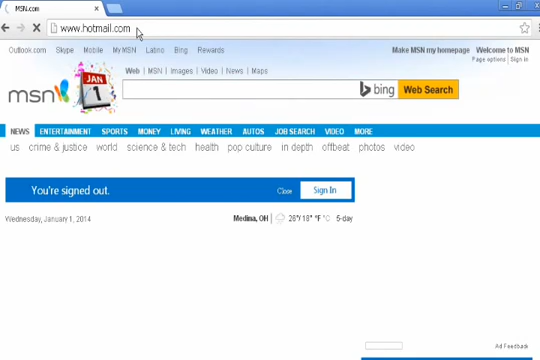 MSN.com
www.hotmail.com
Outlook.com Skype Mobile My MSN Latino Bing Rewards Make MSN my homepage Welcome to MSN
Page options | Sign in
Web | MSN | Images | Video | News | Maps
msn
JAN
1
bing
Web Search
NEWS ENTERTAINMENT SPORTS MONEY LIVING WEATHER AUTOS JOB SEARCH VIDEO MORE
us crime & justice world science & tech health pop culture in depth offbeat photos video
You're signed out. Close Sign In
Wednesday, January 1, 2014 Medina, OH | 28°/ 18° °F °C 5-day
Ad Feedback